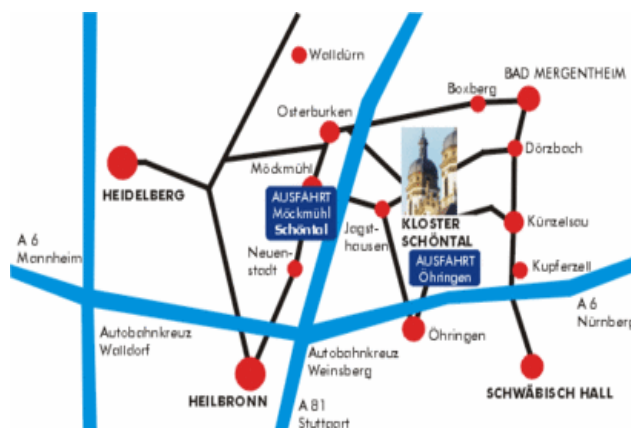 Walldürn
BAD MERGENTHEIM
Boxberg
Osterburken
Dörzbach
Möckmühl
HEIDELBERG
AUSFAHRT
Möckmühl
Schöntal
KLOSTER
SCHÖNTAL
Künzelsau
Jagst-
hausen
A 6
Mannheim
Neuen-
stadt
AUSFAHRT
Öhringen
Kupferzell
A 6
Nürnberg
Autobahnkreuz
Walldorf
Öhringen
Autobahnkreuz
Weinsberg
HEILBRONN
SCHWÄBISCH HALL
A 81
Stuttgart